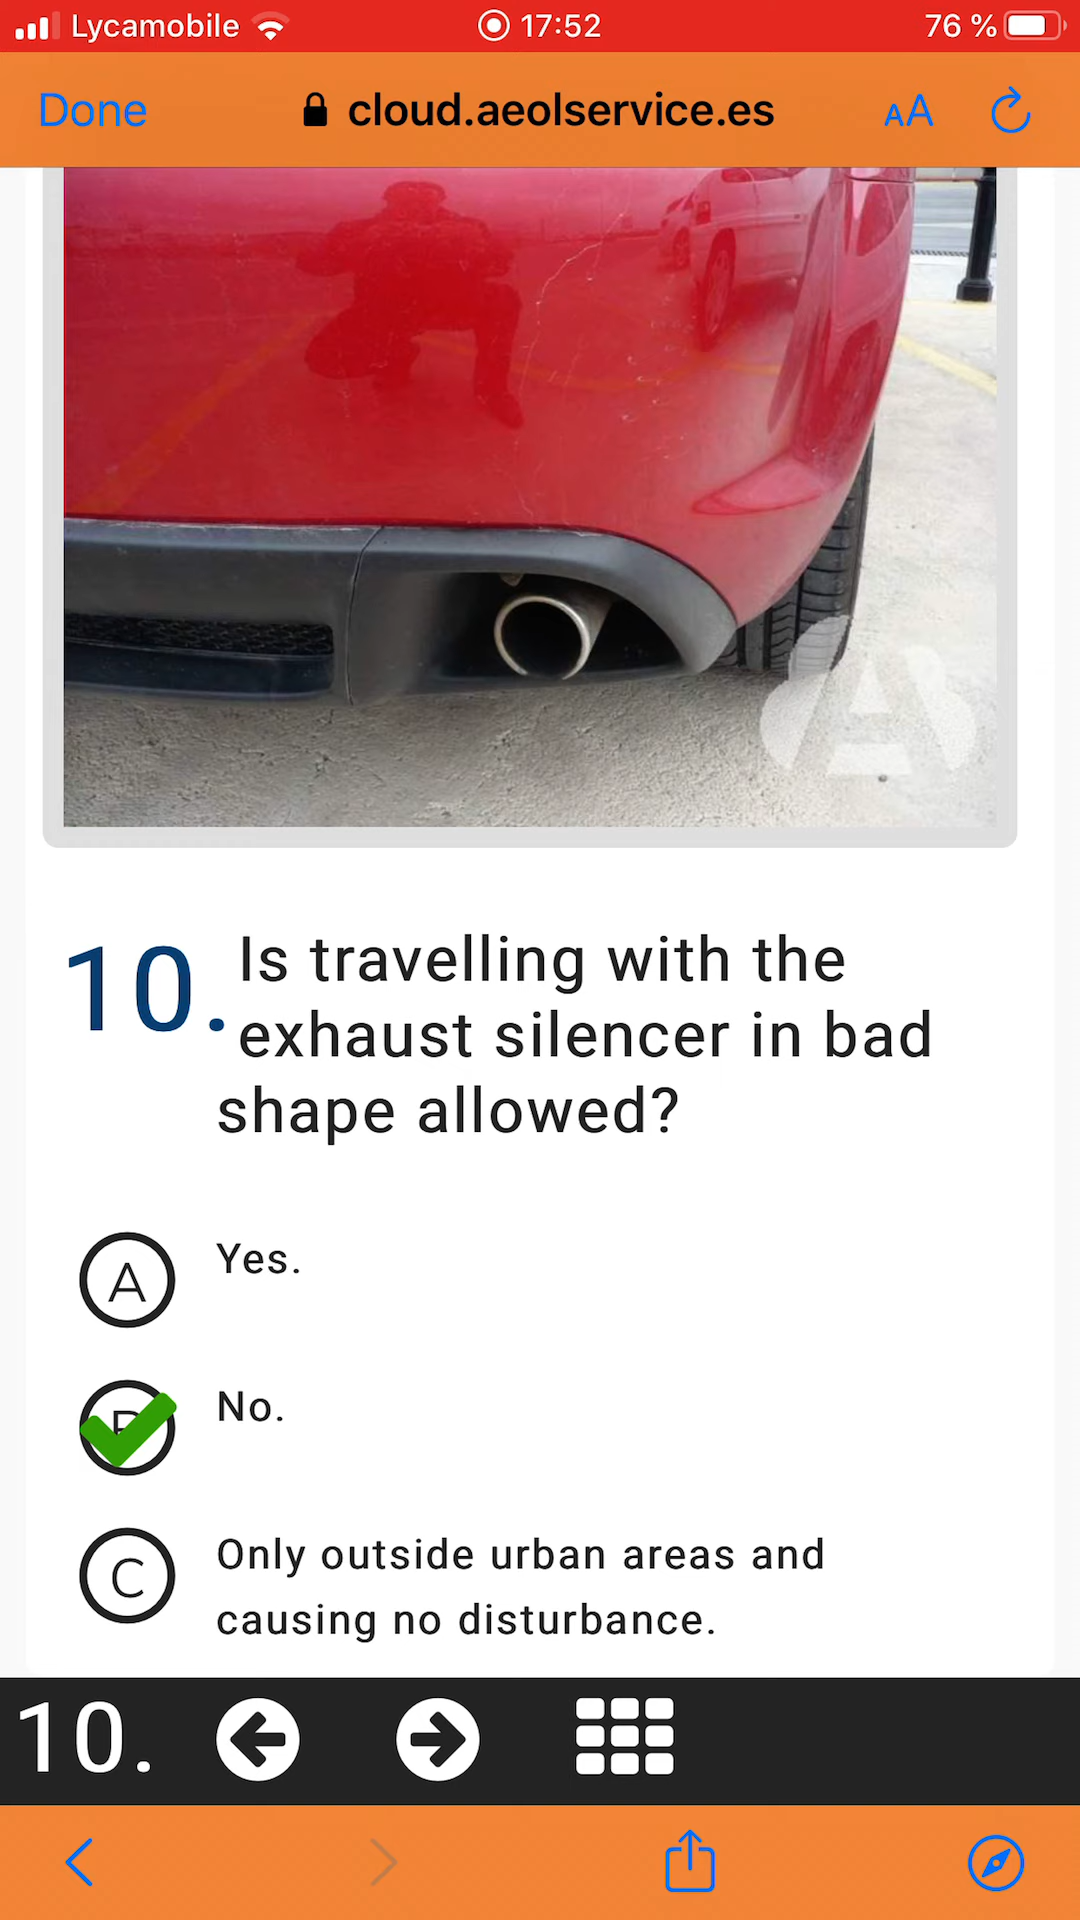 Lycamobile 17:52 76 %
Done cloud.aeolservice.es AA
A
10. Is travelling with the
exhaust silencer in bad
shape allowed?
A Yes.
No.
C Only outside urban areas and
causing no disturbance.
10.